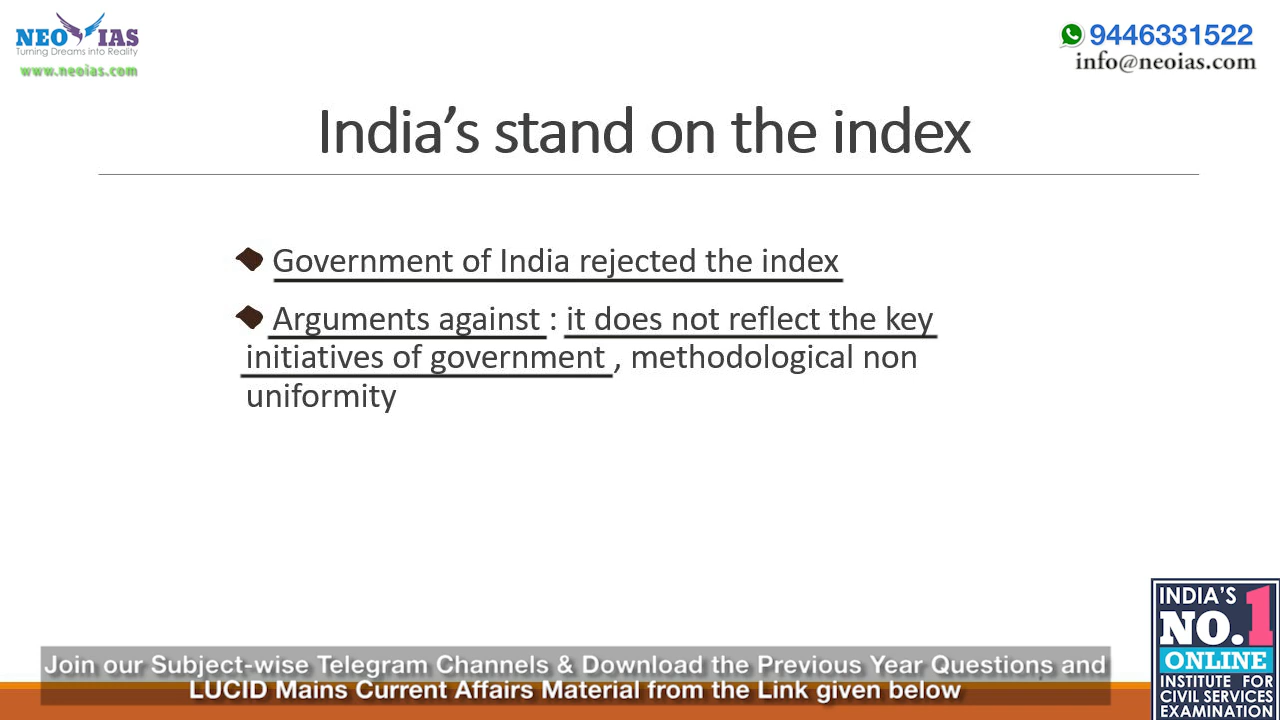 NEO IAS
Turning Dreams into Reality
www.neoias.com
9446331522
info@neoias.com
India’s stand on the index
Government of India rejected the index
Arguments against : it does not reflect the key
initiatives of government , methodological non
uniformity
Join our Subject-wise Telegram Channels & Download the Previous Year Questions and
LUCID Mains Current Affairs Material from the Link given below
INDIA'S
NO.1
ONLINE
INSTITUTE FOR
CIVIL SERVICES
EXAMINATION